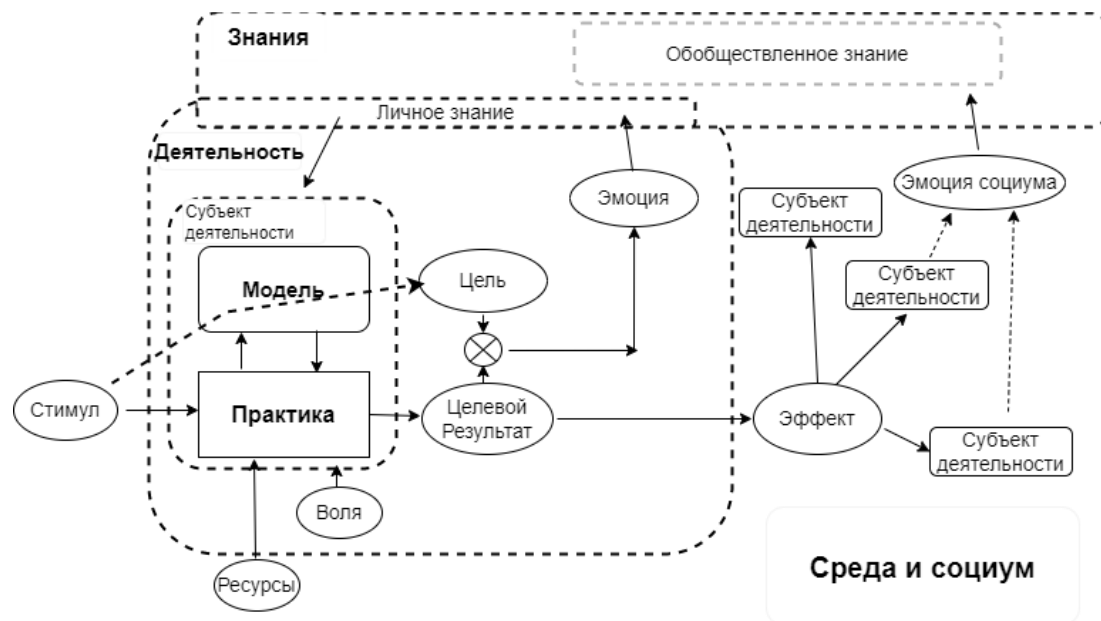 Знания
Обобществленное знание
Личное знание
Деятельность
Эмоция
Эмоция социума
Субъект
деятельности
Субъект
деятельности
Модель
Цель
Субъект
деятельности
Стимул
Практика
Целевой
Результат
Эффект
Субъект
деятельности
Воля
Ресурсы
Среда и социум